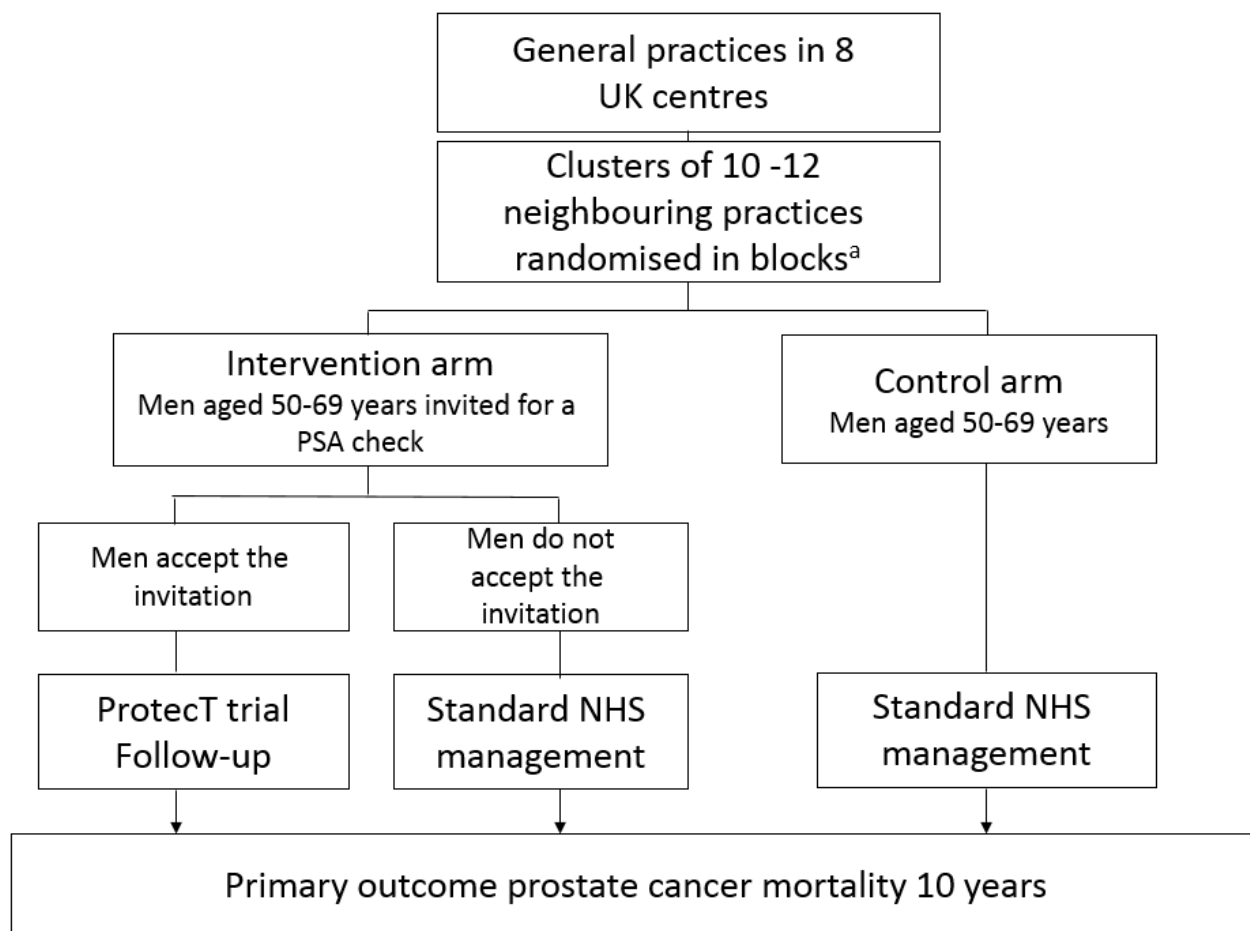 General practices in 8
UK centres
Clusters of 10 -12
neighbouring practices
randomised in blocksᵃ
Intervention arm
Men aged 50-69 years invited for a
PSA check
Control arm
Men aged 50-69 years
Men accept the
invitation
Men do not
accept the
invitation
ProtecT trial
Follow-up
Standard NHS
management
Standard NHS
management
Primary outcome prostate cancer mortality 10 years